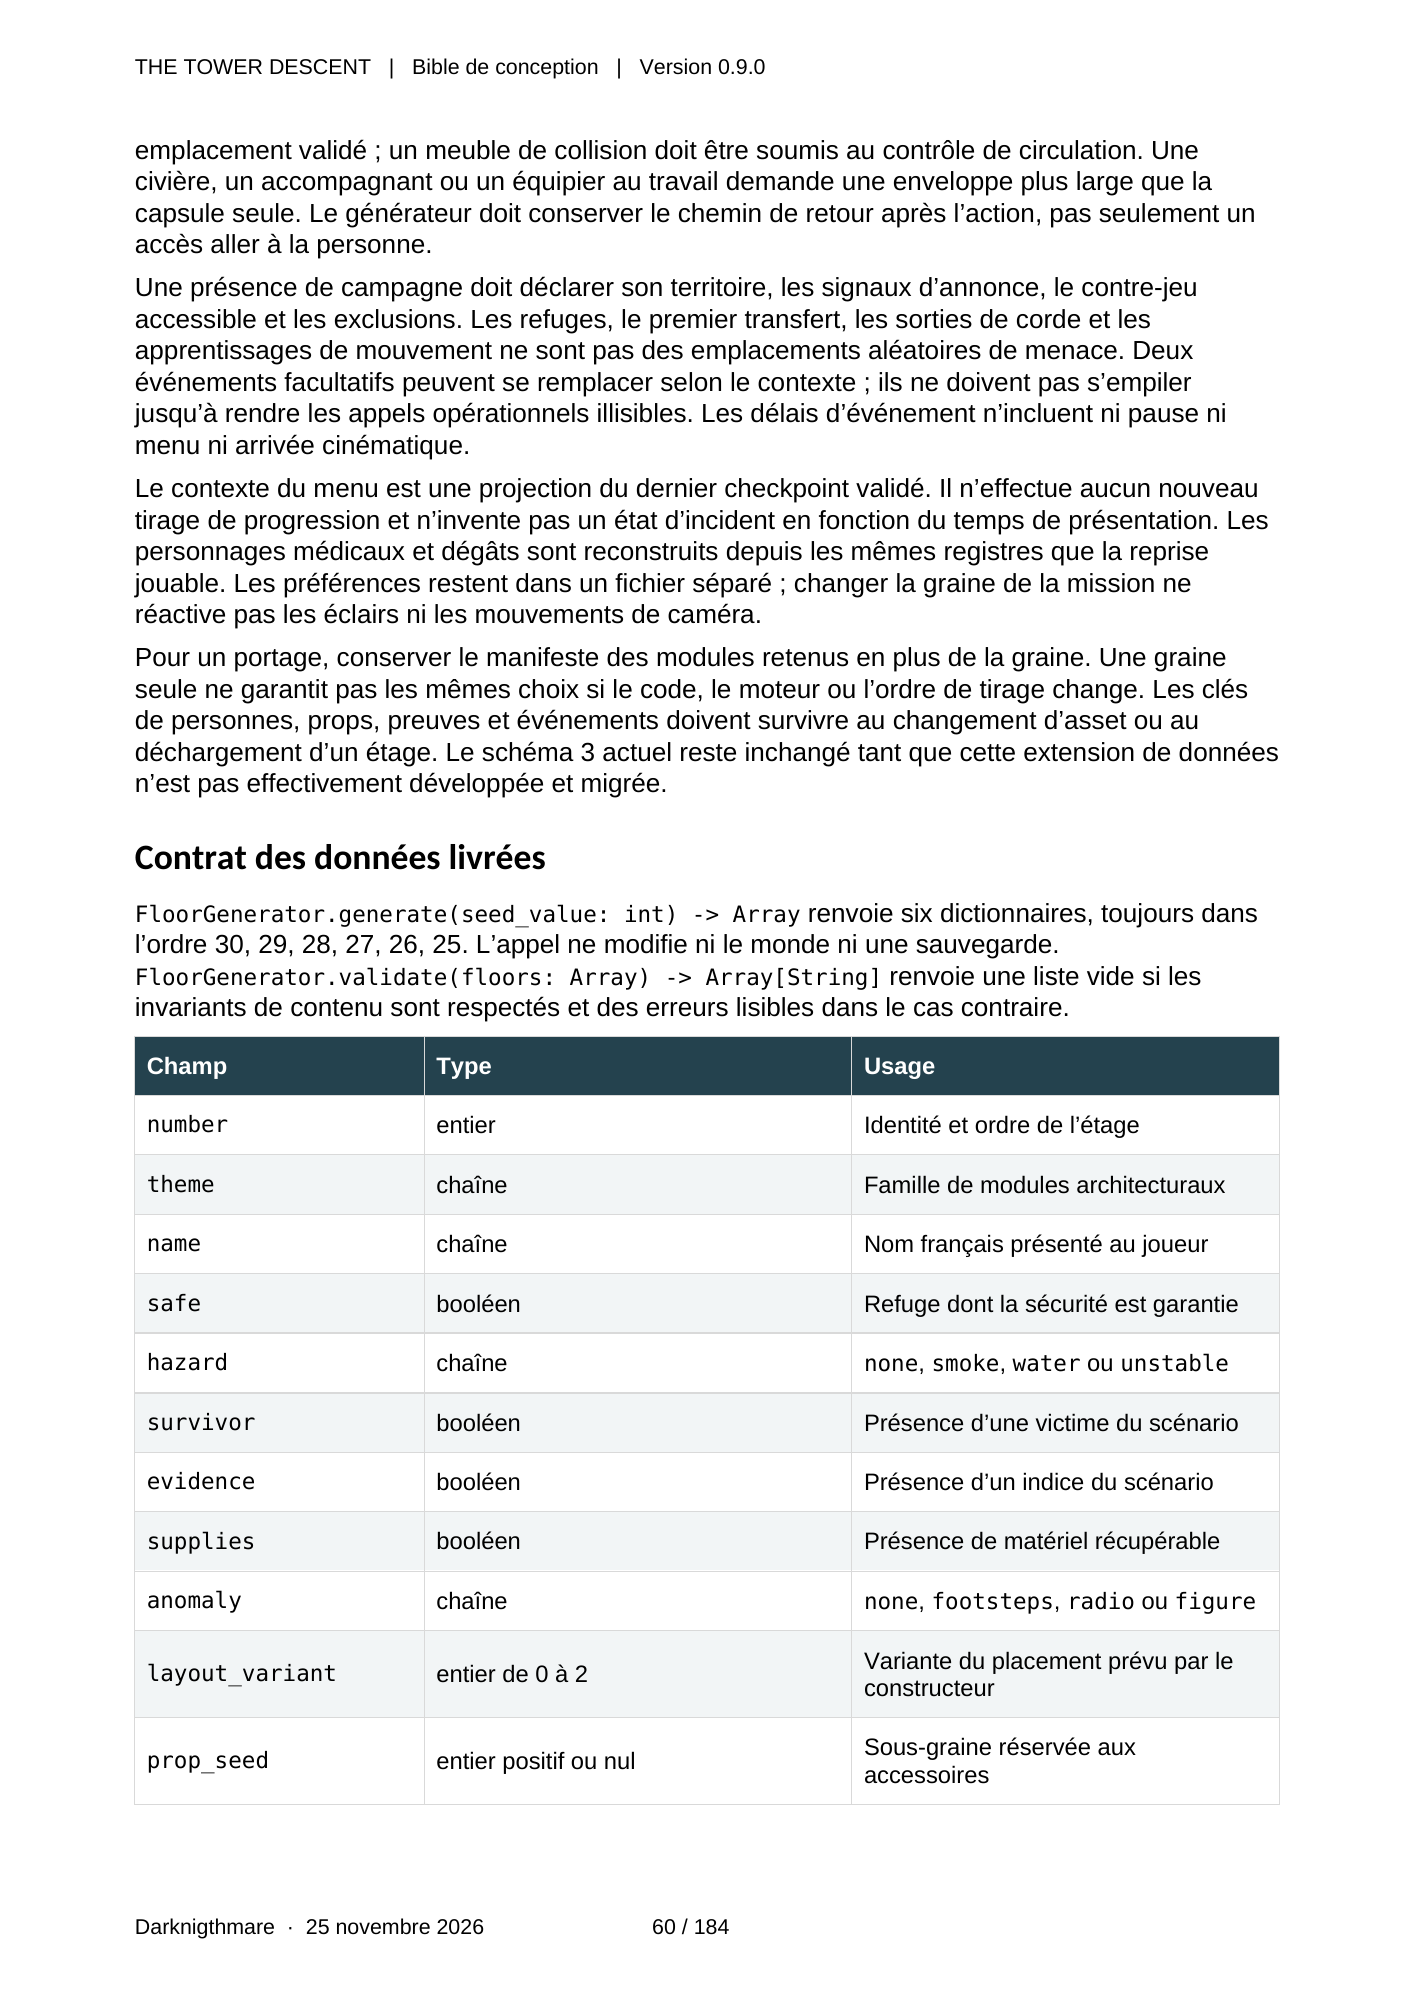 THE TOWER DESCENT | Bible de conception | Version 0.9.0
emplacement validé ; un meuble de collision doit être soumis au contrôle de circulation. Une
civière, un accompagnant ou un équipier au travail demande une enveloppe plus large que la
capsule seule. Le générateur doit conserver le chemin de retour après l’action, pas seulement un
accès aller à la personne.
Une présence de campagne doit déclarer son territoire, les signaux d’annonce, le contre-jeu
accessible et les exclusions. Les refuges, le premier transfert, les sorties de corde et les
apprentissages de mouvement ne sont pas des emplacements aléatoires de menace. Deux
événements facultatifs peuvent se remplacer selon le contexte ; ils ne doivent pas s’empiler
jusqu’à rendre les appels opérationnels illisibles. Les délais d’événement n’incluent ni pause ni
menu ni arrivée cinématique.
Le contexte du menu est une projection du dernier checkpoint validé. Il n’effectue aucun nouveau
tirage de progression et n’invente pas un état d’incident en fonction du temps de présentation. Les
personnages médicaux et dégâts sont reconstruits depuis les mêmes registres que la reprise
jouable. Les préférences restent dans un fichier séparé ; changer la graine de la mission ne
réactive pas les éclairs ni les mouvements de caméra.
Pour un portage, conserver le manifeste des modules retenus en plus de la graine. Une graine
seule ne garantit pas les mêmes choix si le code, le moteur ou l’ordre de tirage change. Les clés
de personnes, props, preuves et événements doivent survivre au changement d’asset ou au
déchargement d’un étage. Le schéma 3 actuel reste inchangé tant que cette extension de données
n’est pas effectivement développée et migrée.
Contrat des données livrées
FloorGenerator.generate(seed_value: int) -> Array renvoie six dictionnaires, toujours dans
l’ordre 30, 29, 28, 27, 26, 25. L’appel ne modifie ni le monde ni une sauvegarde.
FloorGenerator.validate(floors: Array) -> Array[String] renvoie une liste vide si les
invariants de contenu sont respectés et des erreurs lisibles dans le cas contraire.
Champ Type Usage
number entier Identité et ordre de l’étage
theme chaîne Famille de modules architecturaux
name chaîne Nom français présenté au joueur
safe booléen Refuge dont la sécurité est garantie
hazard chaîne none, smoke, water ou unstable
survivor booléen Présence d’une victime du scénario
evidence booléen Présence d’un indice du scénario
supplies booléen Présence de matériel récupérable
anomaly chaîne none, footsteps, radio ou figure
layout_variant entier de 0 à 2 Variante du placement prévu par le
constructeur
prop_seed entier positif ou nul Sous-graine réservée aux
accessoires
Darknigthmare · 25 novembre 2026 60 / 184